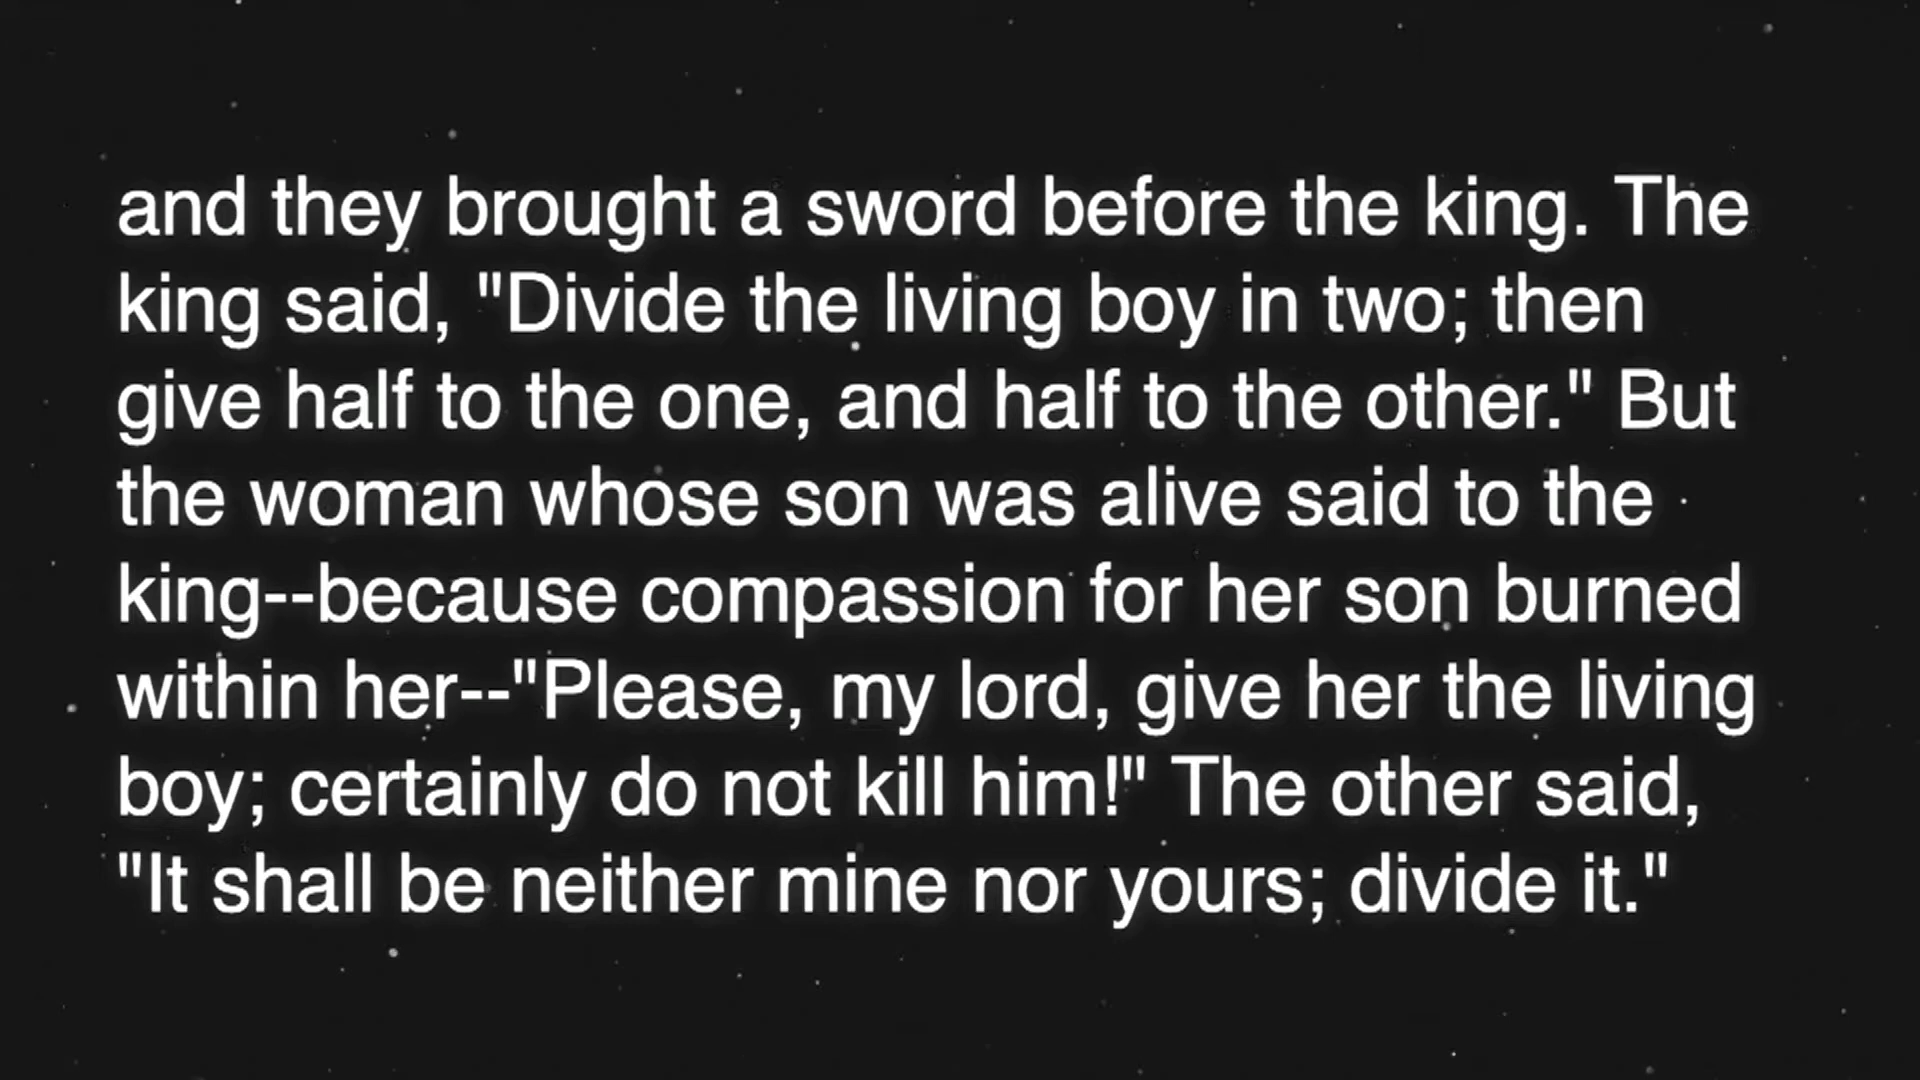 and they brought a sword before the king. The
king said, "Divide the living boy in two; then
give half to the one, and half to the other." But
the woman whose son was alive said to the
king--because compassion for her son burned
within her--"Please, my lord, give her the living
boy; certainly do not kill him!" The other said,
"It shall be neither mine nor yours; divide it."